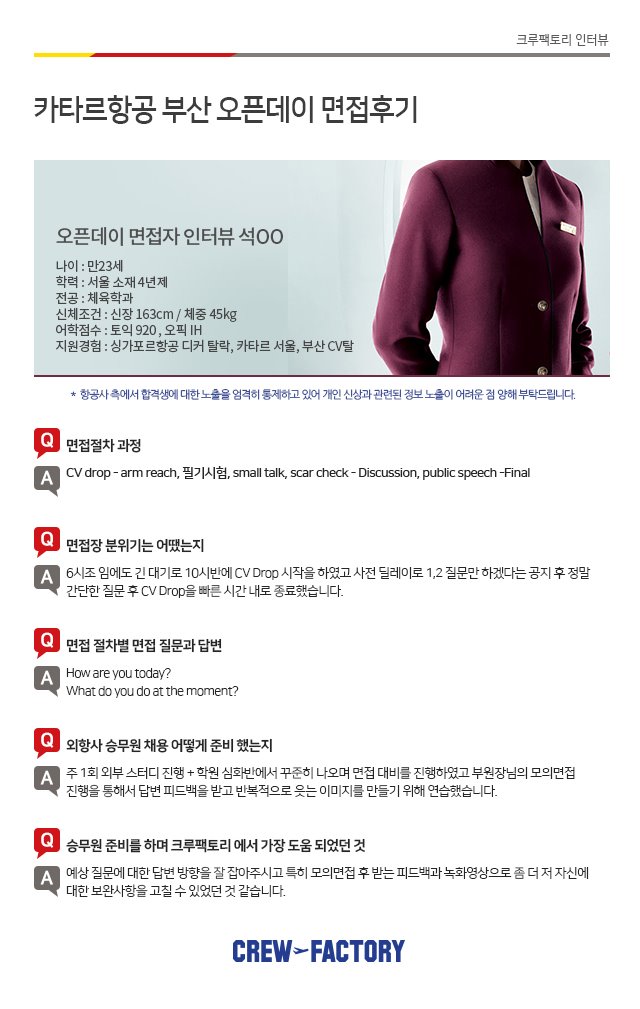 크루팩토리 인터뷰
카타르항공 부산 오픈데이 면접후기
오픈데이 면접자 인터뷰 석OO
나이 : 만23세
학력 : 서울 소재 4년제
전공 : 체육학과
신체조건 : 신장 163cm / 체중 45kg
어학점수 : 토익 920 , 오픽 IH
지원경험 : 싱가포르항공 디커 탈락, 카타르 서울, 부산 CV탈
* 항공사 측에서 합격생에 대한 노출을 엄격히 통제하고 있어 개인 신상과 관련된 정보 노출이 어려운 점 양해 부탁드립니다.
Q 면접절차 과정
A CV drop - arm reach, 필기시험, small talk, scar check - Discussion, public speech -Final
Q 면접장 분위기는 어땠는지
A 6시조 임에도 긴 대기로 10시반에 CV Drop 시작을 하였고 사전 딜레이로 1,2 질문만 하겠다는 공지 후 정말
간단한 질문 후 CV Drop을 빠른 시간 내로 종료했습니다.
Q 면접 절차별 면접 질문과 답변
A How are you today?
What do you do at the moment?
Q 외항사 승무원 채용 어떻게 준비 했는지
A 주 1회 외부 스터디 진행 + 학원 심화반에서 꾸준히 나오며 면접 대비를 진행하였고 부원장님의 모의면접
진행을 통해서 답변 피드백을 받고 반복적으로 웃는 이미지를 만들기 위해 연습했습니다.
Q 승무원 준비를 하며 크루팩토리 에서 가장 도움 되었던 것
A 예상 질문에 대한 답변 방향을 잘 잡아주시고 특히 모의면접 후 받는 피드백과 녹화영상으로 좀 더 저 자신에
대한 보완사항을 고칠 수 있었던 것 같습니다.
CREW FACTORY